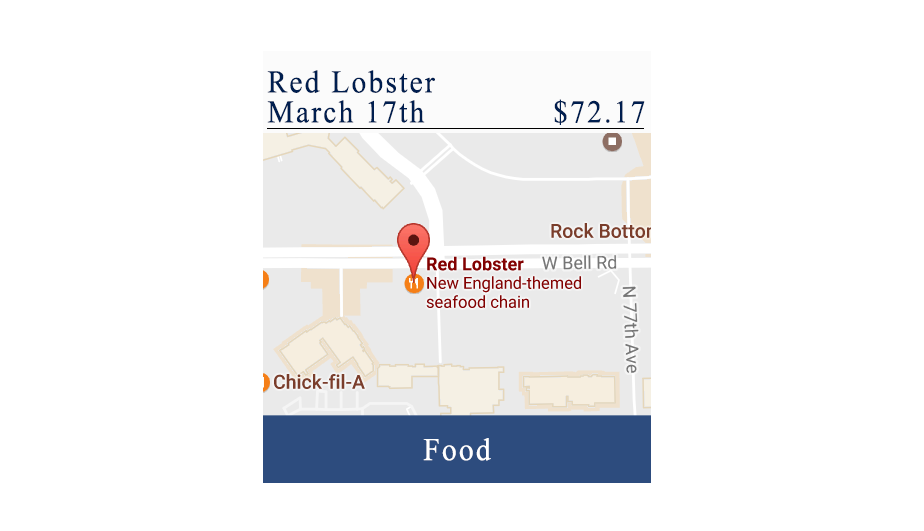 Red Lobster
March 17th $72.17
Rock Bottom
Red Lobster W Bell Rd
New England-themed
seafood chain
N 77th Ave
Chick-fil-A
Food